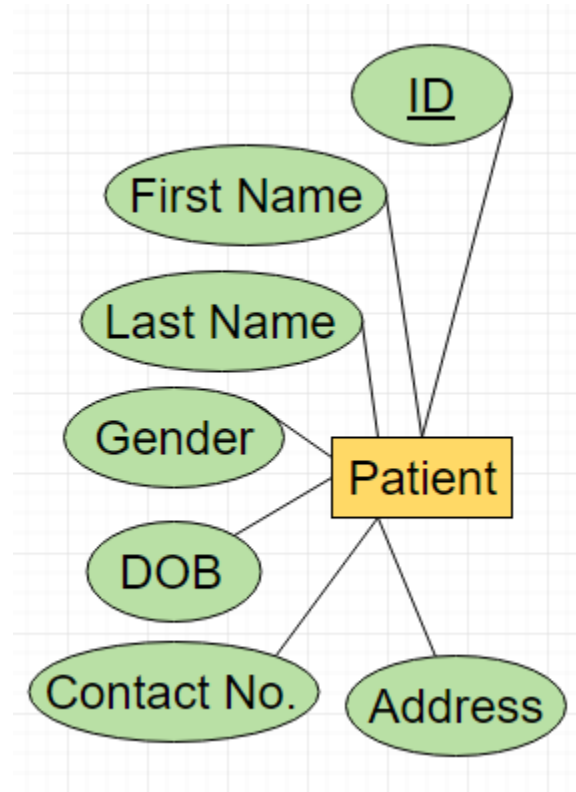 ID
First Name
Last Name
Gender
Patient
DOB
Contact No.
Address